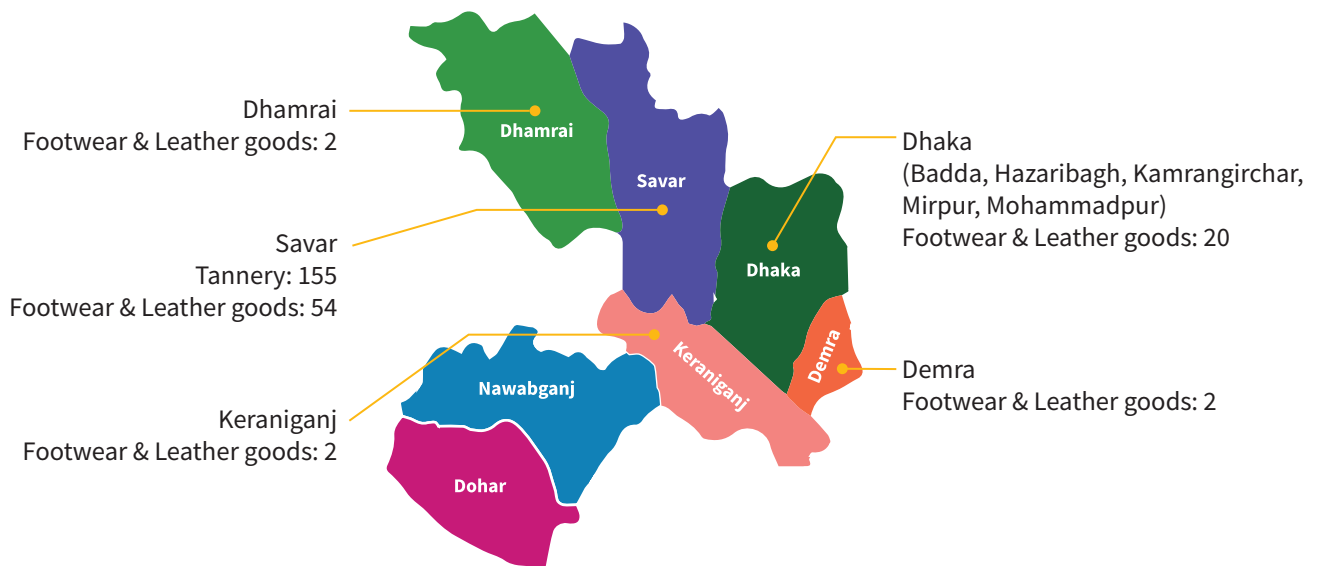 Dhamrai
Footwear & Leather goods: 2
Savar
Tannery: 155
Footwear & Leather goods: 54
Keraniganj
Footwear & Leather goods: 2
Dhamrai
Savar
Dhaka
Demra
Keraniganj
Nawabganj
Dohar
Dhaka
(Badda, Hazaribagh, Kamrangirchar,
Mirpur, Mohammadpur)
Footwear & Leather goods: 20
Demra
Footwear & Leather goods: 2